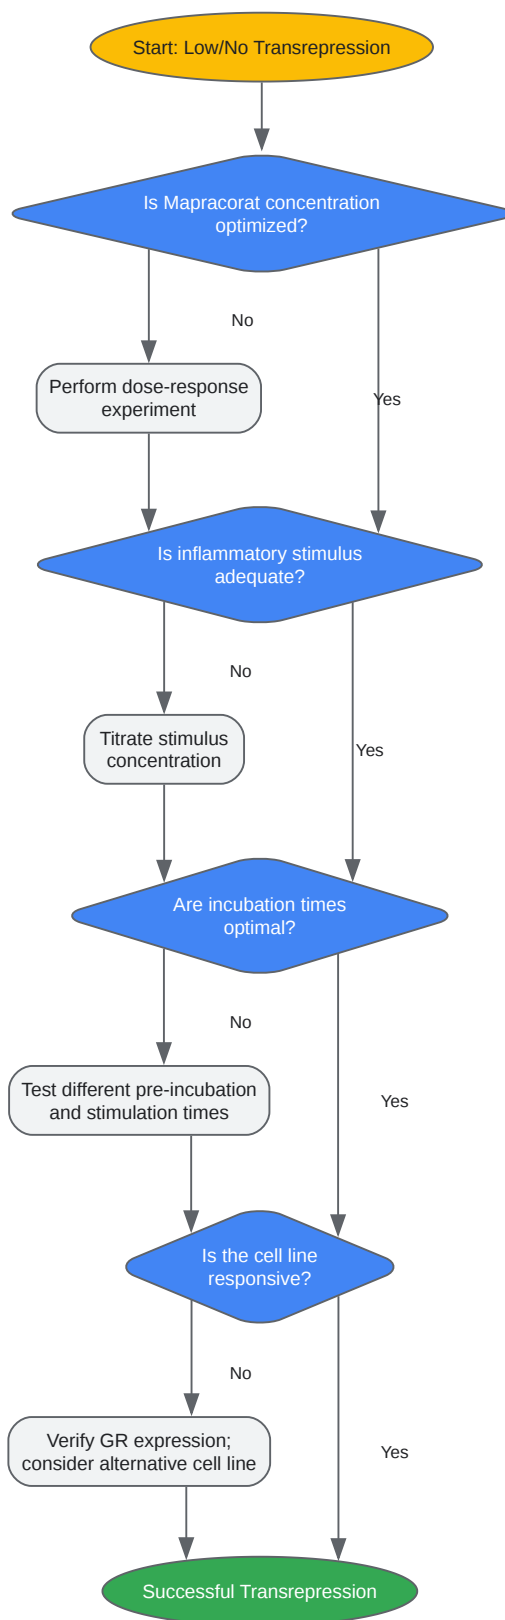 Start: Low/No Transrepression
Is Mapracorat concentration
optimized?
No
Perform dose-response
experiment
Yes
Is inflammatory stimulus
adequate?
No
Titrate stimulus
concentration
Yes
Are incubation times
optimal?
No
Test different pre-incubation
and stimulation times
Yes
Is the cell line
responsive?
No
Verify GR expression;
consider alternative cell line
Yes
Successful Transrepression